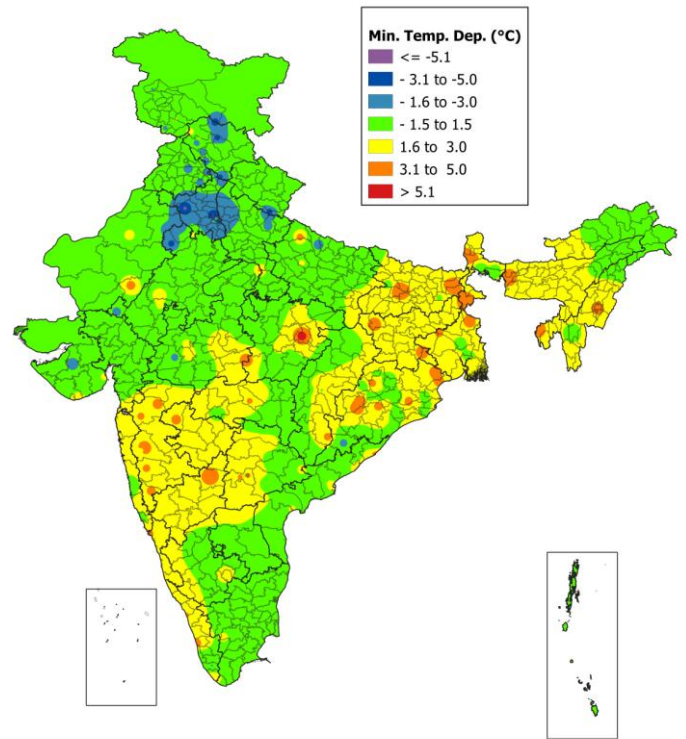 Min. Temp. Dep. (°C)
<= -5.1
- 3.1 to -5.0
- 1.6 to -3.0
- 1.5 to 1.5
1.6 to 3.0
3.1 to 5.0
> 5.1